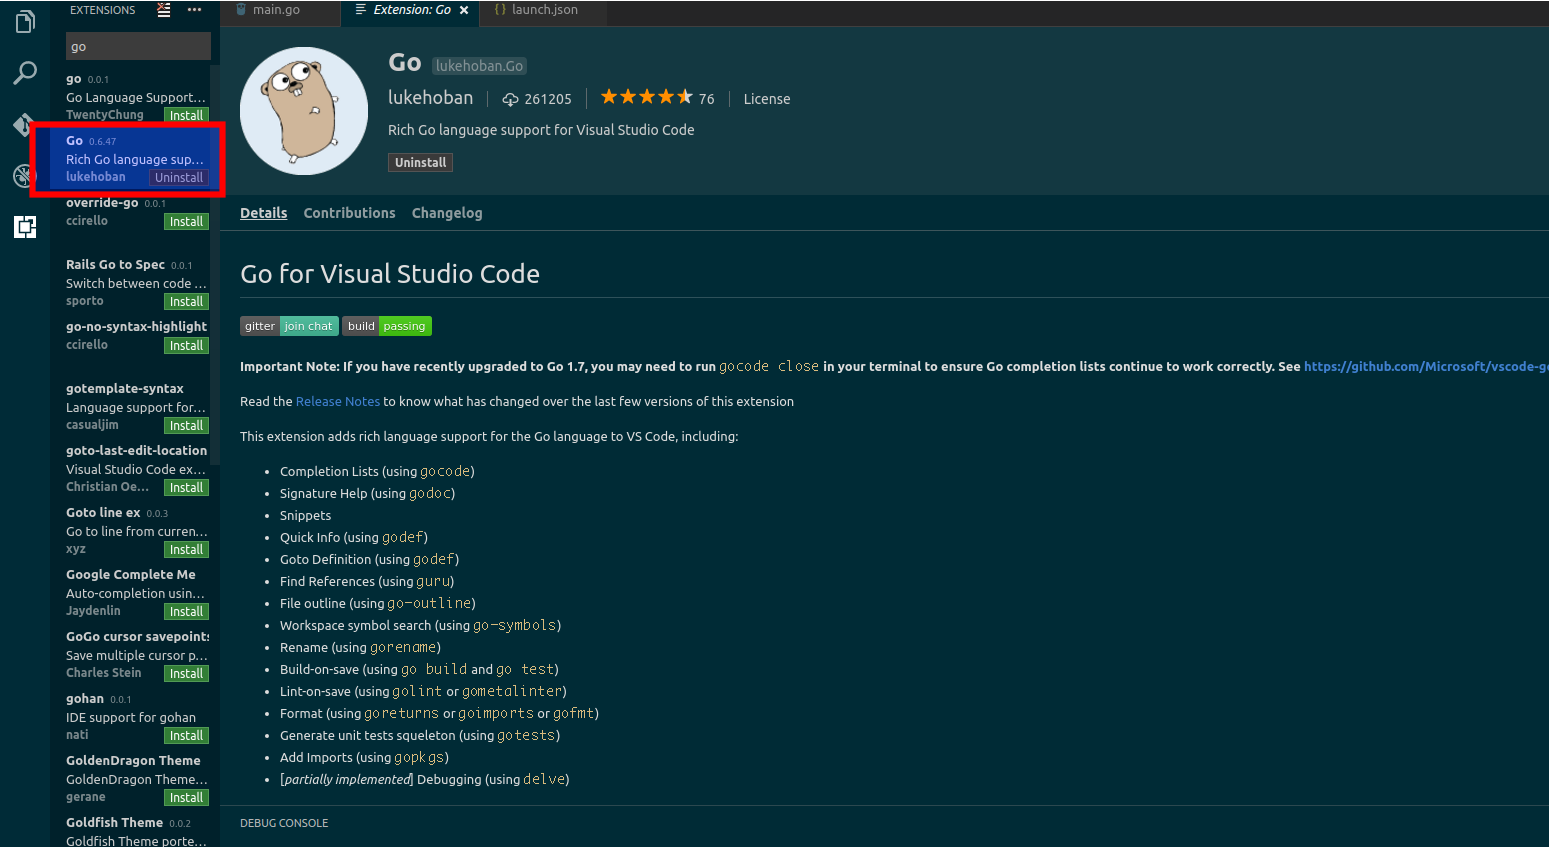 EXTENSIONS
main.go
Extension: Go
launch.json
go
go 0.0.1
Go Language Support...
TwentyChung Install
Go 0.6.47
Rich Go language sup...
lukehoban Uninstall
override-go 0.0.1
ccirello Install
Rails Go to Spec 0.0.1
Switch between code ...
sporto Install
go-no-syntax-highlight
ccirello Install
gotemplate-syntax
Language support for...
casualjim Install
goto-last-edit-location
Visual Studio Code ex...
Christian Oe... Install
Goto line ex 0.0.3
Go to line from curren...
xyz Install
Google Complete Me
Auto-completion usin...
Jaydenlin Install
GoGo cursor savepoints
Save multiple cursor p...
Charles Stein Install
gohan 0.0.1
IDE support for gohan
nati Install
GoldenDragon Theme
GoldenDragon Theme...
gerane Install
Goldfish Theme 0.0.2
Goldfish Theme porte...
Go lukehoban.Go
lukehoban 261205 76 License
Rich Go language support for Visual Studio Code
Uninstall
Details Contributions Changelog
Go for Visual Studio Code
gitter join chat build passing
Important Note: If you have recently upgraded to Go 1.7, you may need to run gocode close in your terminal to ensure Go completion lists continue to work correctly. See https://github.com/Microsoft/vscode-go
Read the Release Notes to know what has changed over the last few versions of this extension
This extension adds rich language support for the Go language to VS Code, including:
• Completion Lists (using gocode)
• Signature Help (using godoc)
• Snippets
• Quick Info (using godef)
• Goto Definition (using godef)
• Find References (using guru)
• File outline (using go-outline)
• Workspace symbol search (using go-symbols)
• Rename (using gorename)
• Build-on-save (using go build and go test)
• Lint-on-save (using golint or gometalinter)
• Format (using goreturns or goimports or gofmt)
• Generate unit tests squeleton (using gotests)
• Add Imports (using gopkgs)
• [partially implemented] Debugging (using delve)
DEBUG CONSOLE